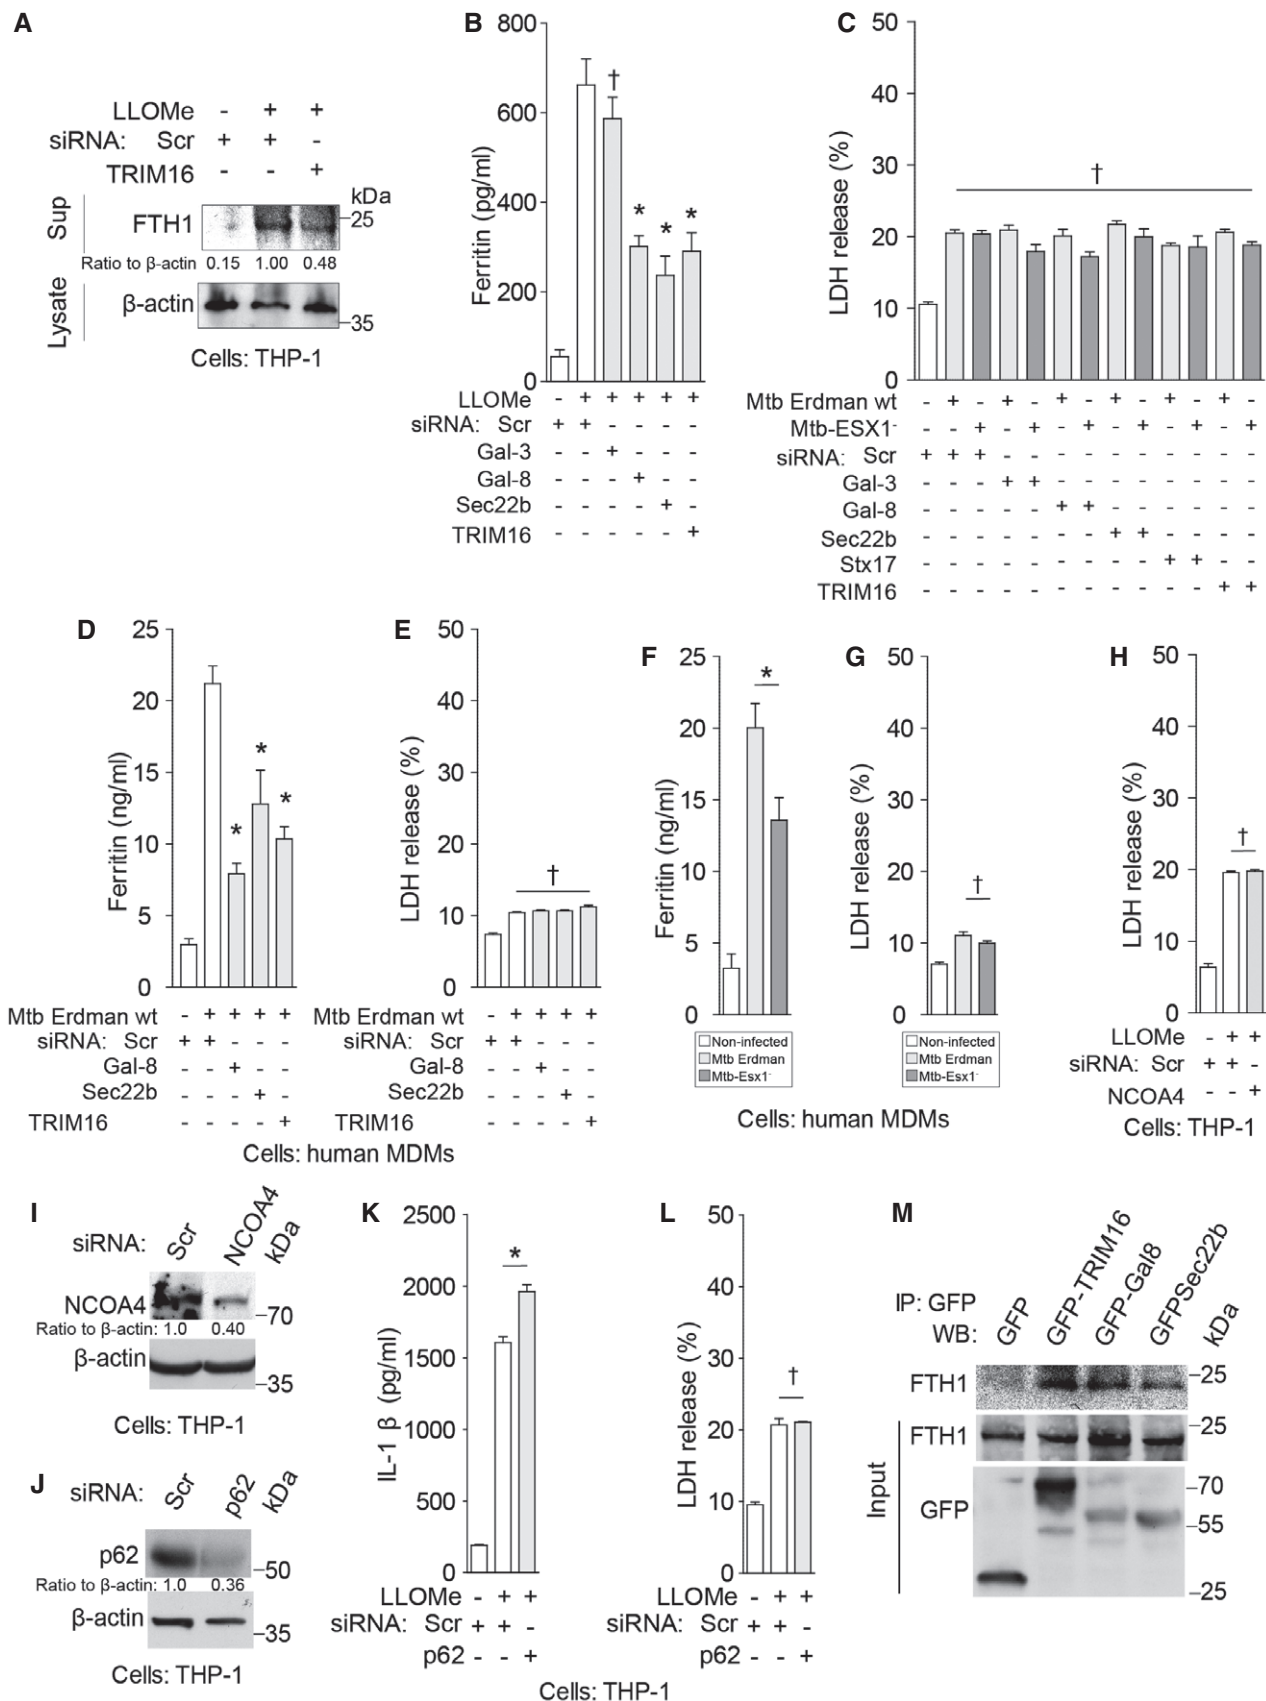 A
LLOMe - + +
siRNA: Scr + + -
TRIM16 - - +
kDa
Sup
FTH1
25
Ratio to β-actin 0.15 1.00 0.48
Lysate
β-actin
35
Cells: THP-1
B
800
600
400
200
0
Ferritin (pg/ml)
†
* * *
LLOMe - + + + + +
siRNA: Scr + + - - - -
Gal-3 - - + - - -
Gal-8 - - - + - -
Sec22b - - - - + -
TRIM16 - - - - - +
C
50
40
30
20
10
0
LDH release (%)
†
Mtb Erdman wt - + - + - + - + - + - + -
Mtb-ESX1- - - + - + - + - + - + - +
siRNA: Scr + + + - - - - - - - - - -
Gal-3 - - - + + - - - - - - - -
Gal-8 - - - - - + + - - - - - -
Sec22b - - - - - - - + + - - - -
Stx17 - - - - - - - - - + + - -
TRIM16 - - - - - - - - - - - + +
D
25
20
15
10
5
0
Ferritin (ng/ml)
* * *
Mtb Erdman wt - + + + +
siRNA: Scr + + - - -
Gal-8 - - + - -
Sec22b - - - + -
TRIM16 - - - - +
E
50
40
30
20
10
0
LDH release (%)
†
Mtb Erdman wt - + + + +
siRNA: Scr + + - - -
Gal-8 - - + - -
Sec22b - - - + -
TRIM16 - - - - +
Cells: human MDMs
F
25
20
15
10
5
0
Ferritin (ng/ml)
*
Non-infected
Mtb Erdman
Mtb-Esx1-
G
50
40
30
20
10
0
LDH release (%)
†
Non-infected
Mtb Erdman
Mtb-Esx1-
Cells: human MDMs
H
50
40
30
20
10
0
LDH release (%)
†
LLOMe - + +
siRNA: Scr + + -
NCOA4 - - +
Cells: THP-1
I
siRNA: Scr NCOA4 kDa
NCOA4
70
Ratio to β-actin: 1.0 0.40
β-actin
35
Cells: THP-1
J
siRNA: Scr p62 kDa
p62
50
Ratio to β-actin: 1.0 0.36
β-actin
35
Cells: THP-1
K
2500
2000
1500
1000
500
0
IL-1 β (pg/ml)
*
LLOMe - + +
siRNA: Scr + + -
p62 - - +
L
50
40
30
20
10
0
LDH release (%)
†
LLOMe - + +
siRNA: Scr + + -
p62 - - +
Cells: THP-1
M
IP: GFP
WB: GFP GFP-TRIM16 GFP-Gal8 GFPSec22b kDa
FTH1
25
Input
FTH1
25
GFP
70
55
25